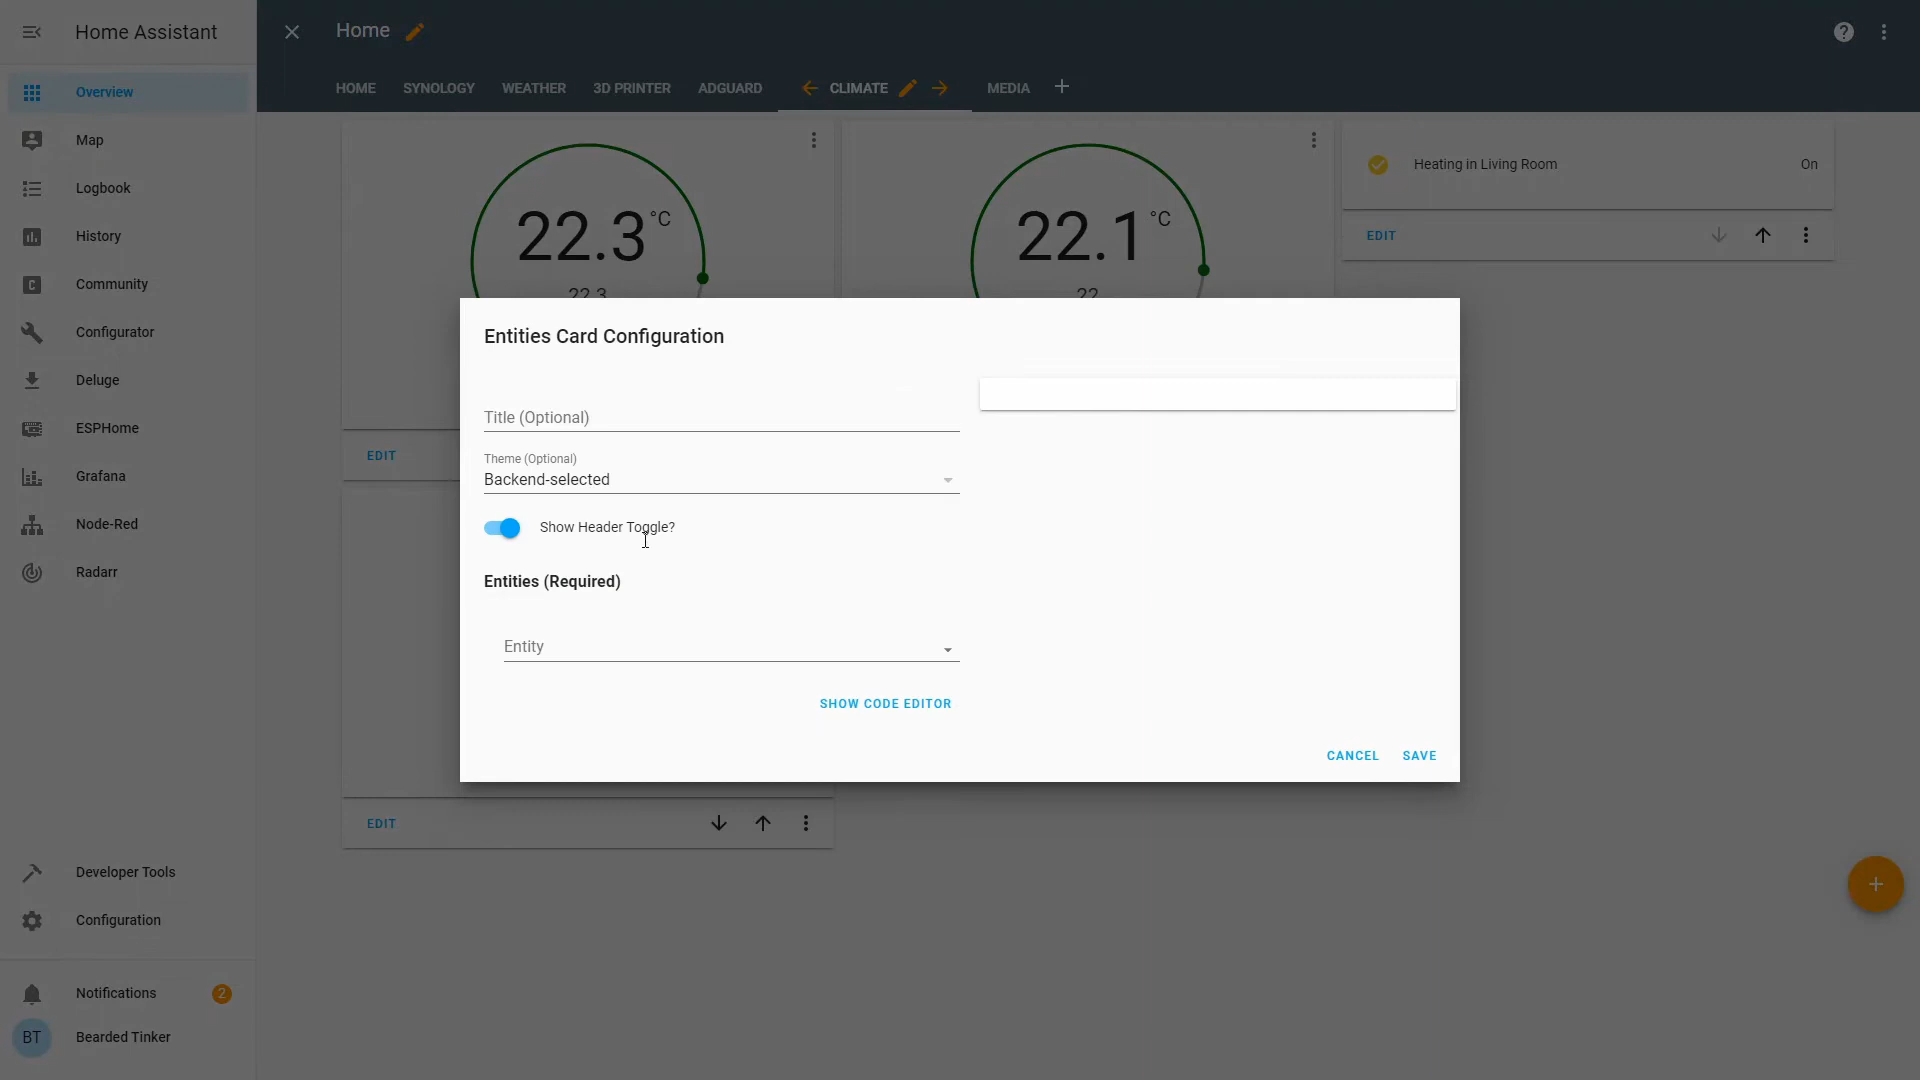 Home Assistant
Overview
Map
Logbook
History
Community
Configurator
Deluge
ESPHome
Grafana
Node-Red
Radarr
Developer Tools
Configuration
Notifications 2
BT Bearded Tinker
Home
HOME SYNOLOGY WEATHER 3D PRINTER ADGUARD CLIMATE MEDIA
22.3 °C
22.3
22.1 °C
22
Heating in Living Room On
EDIT
EDIT
EDIT
Entities Card Configuration
Title (Optional)
Theme (Optional)
Backend-selected
Show Header Toggle?
Entities (Required)
Entity
SHOW CODE EDITOR
CANCEL SAVE